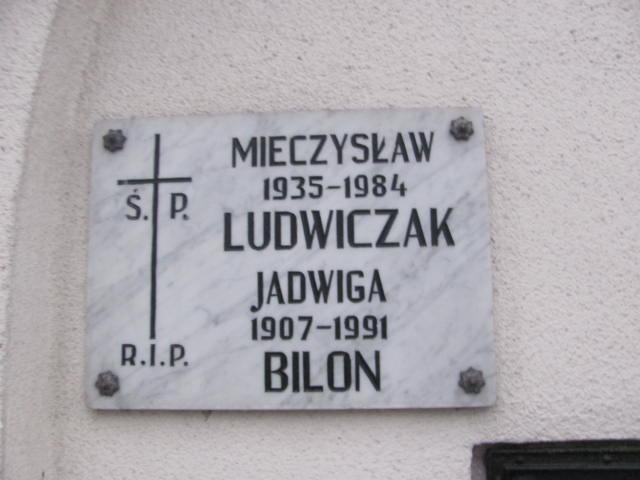 MIECZYSŁAW
1935-1984
Ś. P.
LUDWICZAK
JADWIGA
1907-1991
R.I.P.
BILON